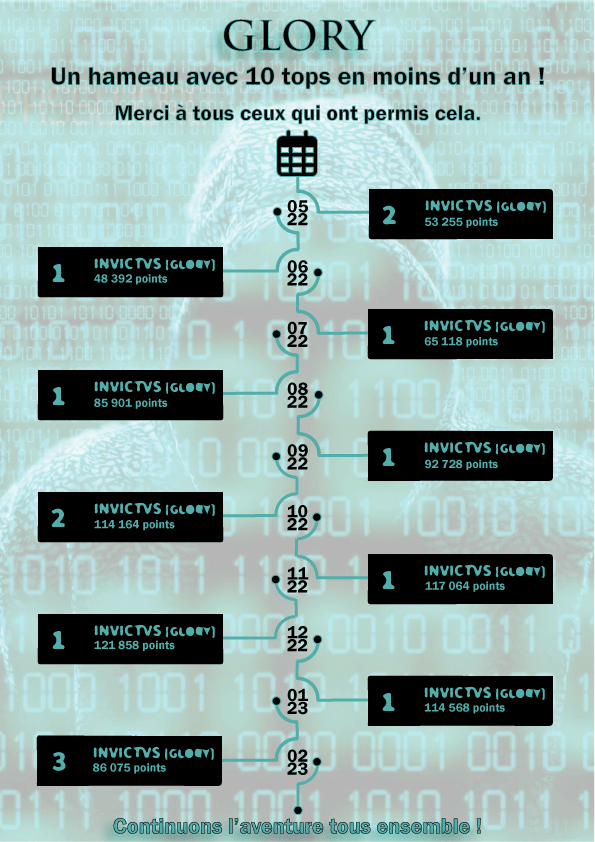 GLORY
Un hameau avec 10 tops en moins d'un an !
Merci à tous ceux qui ont permis cela.
05
22
2
INVICTVS [GLORY]
53 255 points
06
22
1
INVICTVS [GLORY]
48 392 points
07
22
1
INVICTVS [GLORY]
65 118 points
08
22
1
INVICTVS [GLORY]
85 901 points
09
22
1
INVICTVS [GLORY]
92 728 points
10
22
2
INVICTVS [GLORY]
114 164 points
11
22
1
INVICTVS [GLORY]
117 064 points
12
22
1
INVICTVS [GLORY]
121 858 points
01
23
1
INVICTVS [GLORY]
114 568 points
02
23
3
INVICTVS [GLORY]
86 075 points
Continuons l'aventure tous ensemble !